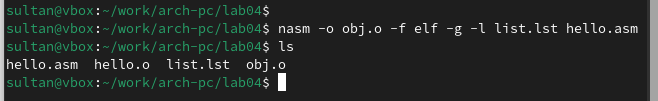 sultan@vbox:~/work/arch-pc/lab04$
sultan@vbox:~/work/arch-pc/lab04$ nasm -o obj.o -f elf -g -l list.lst hello.asm
sultan@vbox:~/work/arch-pc/lab04$ ls
hello.asm  hello.o  list.lst  obj.o
sultan@vbox:~/work/arch-pc/lab04$